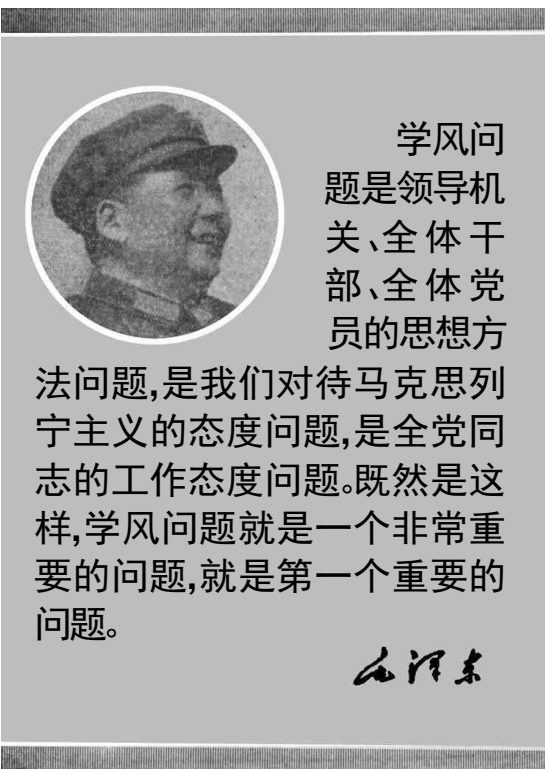 学风问
题是领导机
关、全体干
部、全体党
员的思想方
法问题,是我们对待马克思列
宁主义的态度问题,是全党同
志的工作态度问题。既然是这
样,学风问题就是一个非常重
要的问题,就是第一个重要的
问题。
毛泽东